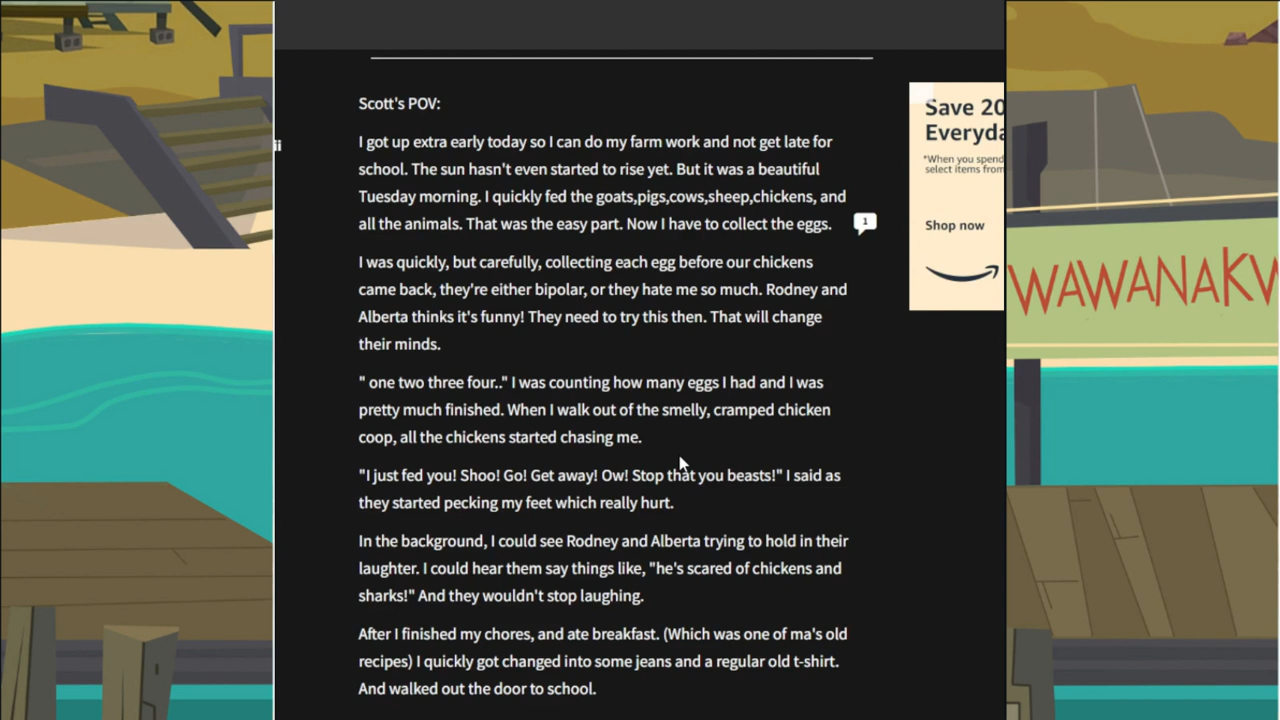 Scott's POV:
I got up extra early today so I can do my farm work and not get late for
school. The sun hasn't even started to rise yet. But it was a beautiful
Tuesday morning. I quickly fed the goats,pigs,cows,sheep,chickens, and
all the animals. That was the easy part. Now I have to collect the eggs.
1
I was quickly, but carefully, collecting each egg before our chickens
came back, they're either bipolar, or they hate me so much. Rodney and
Alberta thinks it's funny! They need to try this then. That will change
their minds.
" one two three four.." I was counting how many eggs I had and I was
pretty much finished. When I walk out of the smelly, cramped chicken
coop, all the chickens started chasing me.
"I just fed you! Shoo! Go! Get away! Ow! Stop that you beasts!" I said as
they started pecking my feet which really hurt.
In the background, I could see Rodney and Alberta trying to hold in their
laughter. I could hear them say things like, "he's scared of chickens and
sharks!" And they wouldn't stop laughing.
After I finished my chores, and ate breakfast. (Which was one of ma's old
recipes) I quickly got changed into some jeans and a regular old t-shirt.
And walked out the door to school.
ii
Save 20
Everyda
*When you spend
select items from
Shop now
WAWANAKW